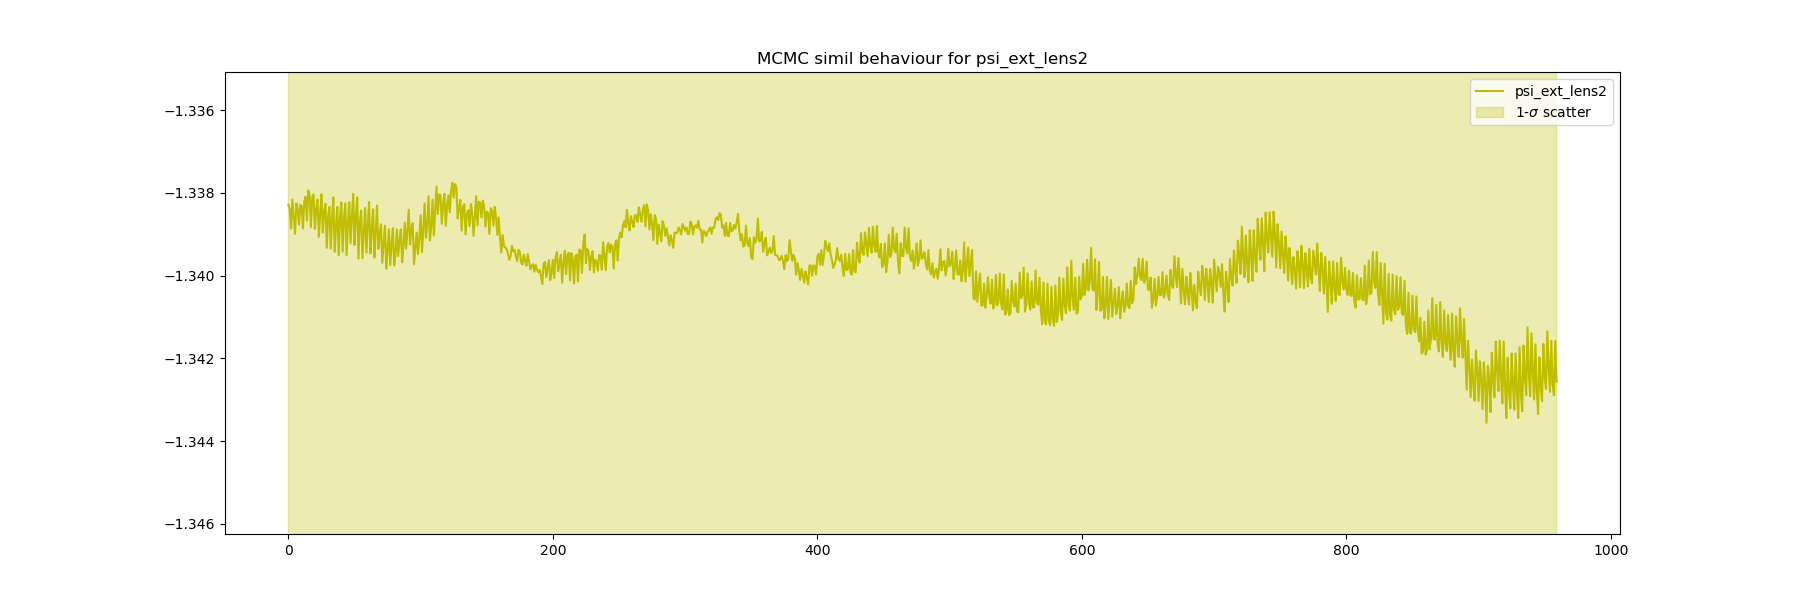 MCMC simil behaviour for psi_ext_lens2
psi_ext_lens2
1-σ scatter
−1.336
−1.338
−1.340
−1.342
−1.344
−1.346
0 200 400 600 800 1000